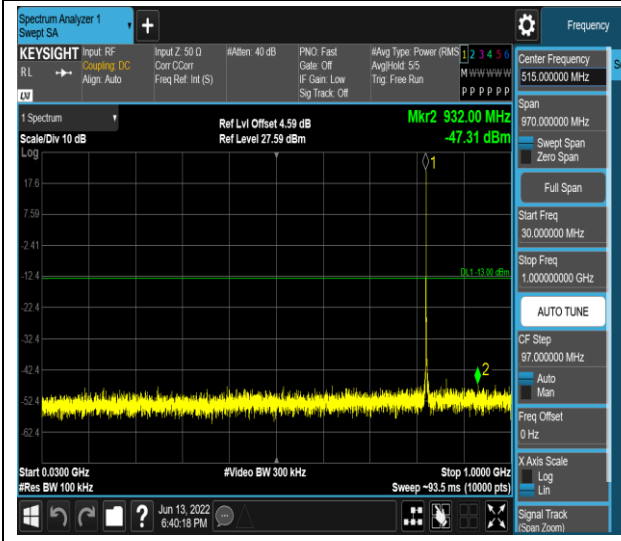 Spectrum Analyzer 1
Swept SA
Frequency
KEYSIGHT
RL
Input: RF
Coupling: DC
Align: Auto
Input Z: 50 Ω
Corr CCorr
Freq Ref: Int (S)
#Atten: 40 dB
PNO: Fast
Gate: Off
IF Gain: Low
Sig Track: Off
#Avg Type: Power (RMS
Avg|Hold: 5/5
Trig: Free Run
1 2 3 4 5 6
M W W W W W
P P P P P P
LXI
1 Spectrum
Scale/Div 10 dB
Log
Ref Lvl Offset 4.59 dB
Ref Level 27.59 dBm
Mkr2 932.00 MHz
-47.31 dBm
1
17.6
7.59
-2.41
-12.4
DL1 -13.00 dBm
-22.4
-32.4
-42.4
2
-52.4
-62.4
Start 0.0300 GHz
#Video BW 300 kHz
Stop 1.0000 GHz
#Res BW 100 kHz
Sweep ~93.5 ms (10000 pts)
Jun 13, 2022
6:40:18 PM
?
Center Frequency
515.000000 MHz
S
Span
970.000000 MHz
Swept Span
Zero Span
Full Span
Start Freq
30.000000 MHz
Stop Freq
1.000000000 GHz
AUTO TUNE
CF Step
97.000000 MHz
Auto
Man
Freq Offset
0 Hz
X Axis Scale
Log
Lin
Signal Track
(Span Zoom)